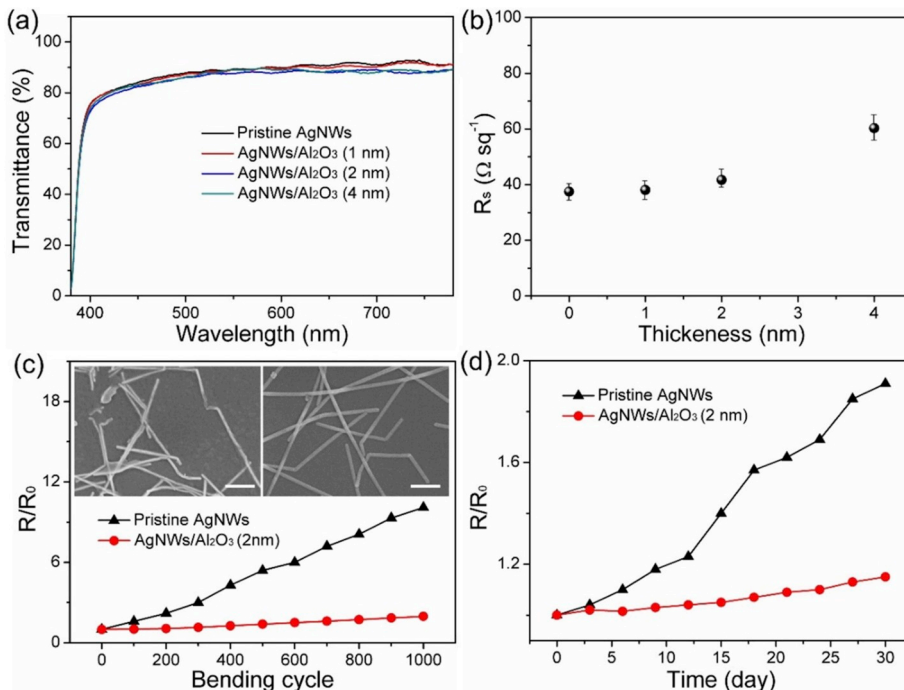 (a)
100
80
60
40
20
0
Transmittance (%)
Pristine AgNWs
AgNWs/Al₂O₃ (1 nm)
AgNWs/Al₂O₃ (2 nm)
AgNWs/Al₂O₃ (4 nm)
400 500 600 700
Wavelength (nm)
(b)
100
80
60
40
20
0
Rₛ (Ω sq⁻¹)
0 1 2 3 4
Thickeness (nm)
(c)
18
12
6
0
R/R₀
Pristine AgNWs
AgNWs/Al₂O₃ (2nm)
0 200 400 600 800 1000
Bending cycle
(d)
2.0
1.6
1.2
R/R₀
Pristine AgNWs
AgNWs/Al₂O₃ (2 nm)
0 5 10 15 20 25 30
Time (day)